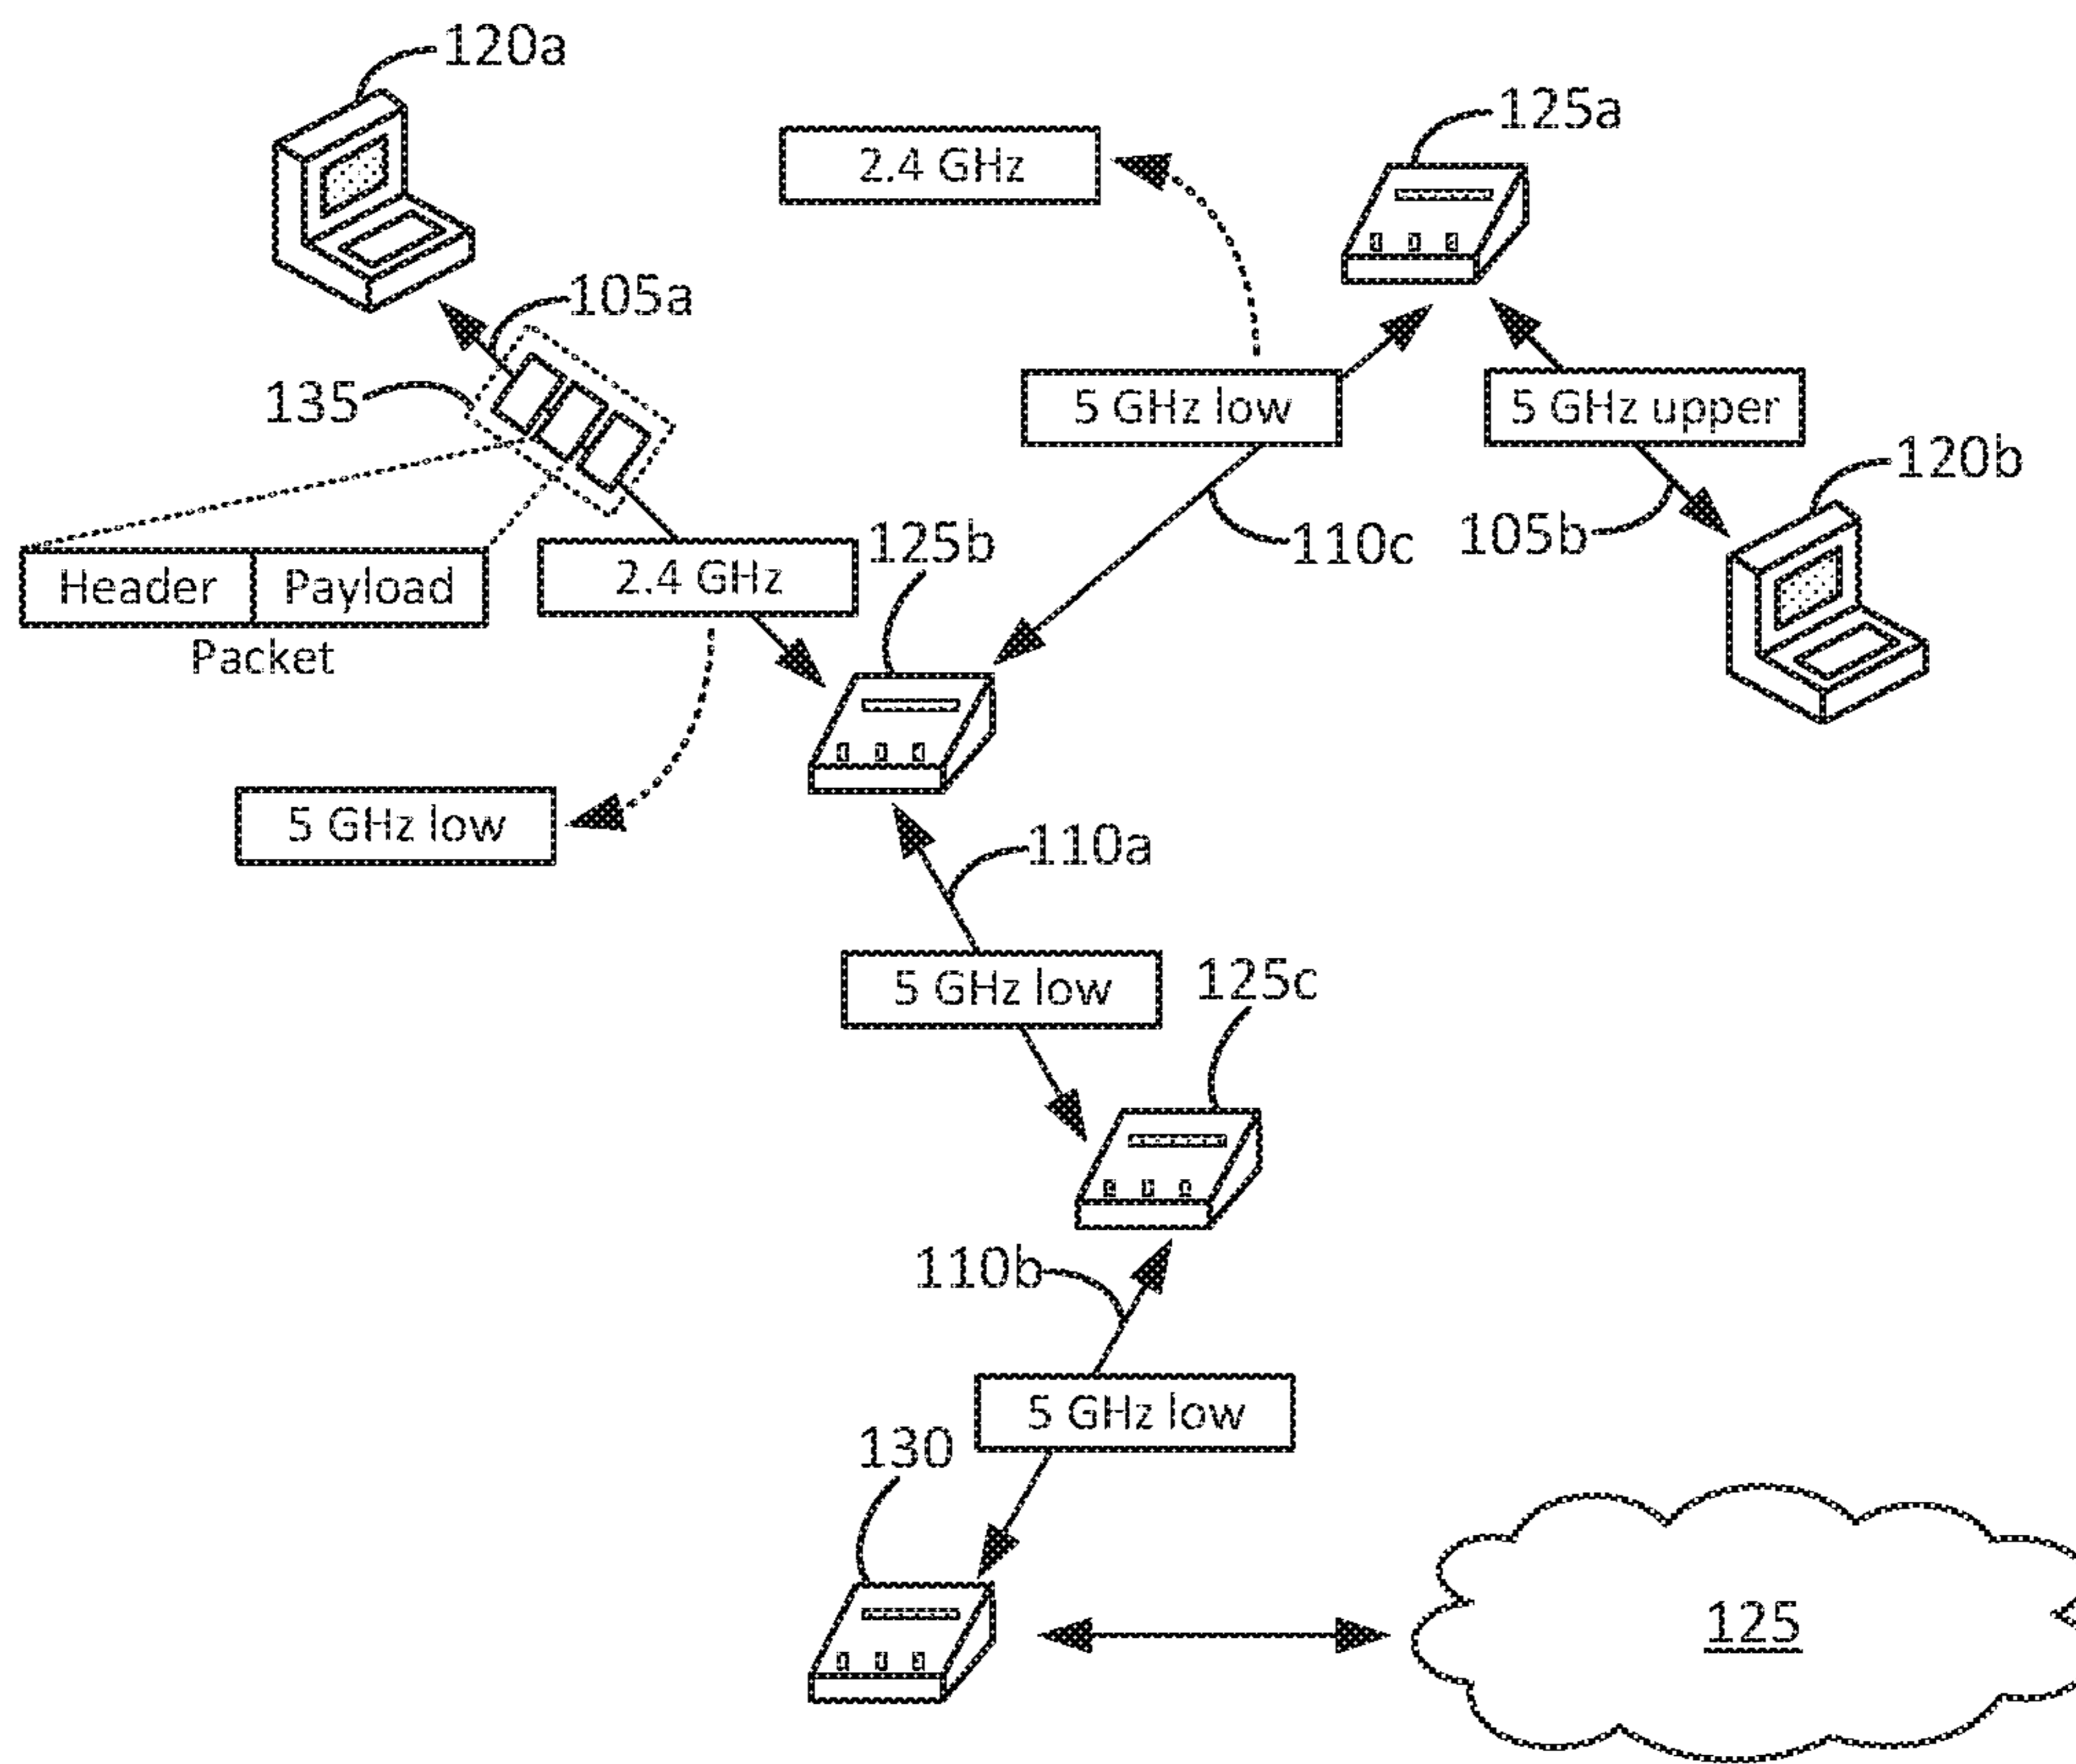 120a
125a
2.4 GHz
105a
135
5 GHz low
5 GHz upper
120b
125b
110c
105b
Header
Payload
2.4 GHz
Packet
5 GHz low
110a
5 GHz low
125c
110b
5 GHz low
130
125